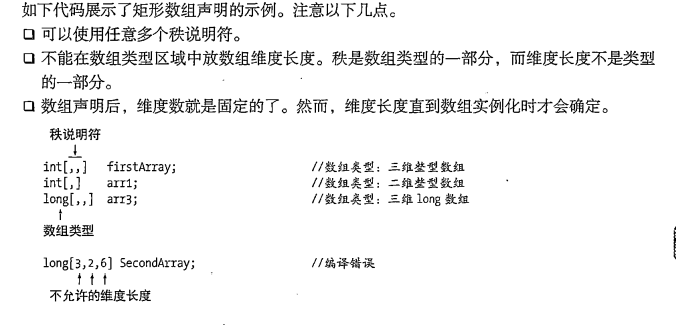 如下代码展示了矩形数组声明的示例。注意以下几点。
❑ 可以使用任意多个秩说明符。
❑ 不能在数组类型区域中放数组维度长度。秩是数组类型的一部分，而维度长度不是类型
的一部分。
❑ 数组声明后，维度数就是固定的了。然而，维度长度直到数组实例化时才会确定。
秩说明符
↓
int[,,] firstArray; //数组类型：三维整型数组
int[,] arr1; //数组类型：二维整型数组
long[,,] arr3; //数组类型：三维 long 数组
↑
数组类型
long[3,2,6] SecondArray; //编译错误
↑ ↑ ↑
不允许的维度长度